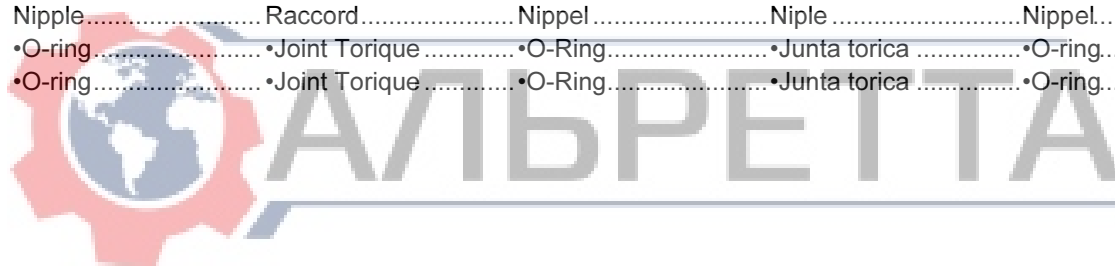 Nipple........................Raccord.....................Nippel.......................Niple.........................Nippel...
•O-ring.......................•Joint Torique..............•O-Ring......................•Junta torica................•O-ring...
•O-ring.......................•Joint Torique..............•O-Ring......................•Junta torica................•O-ring...
АЛЬРЕТТА